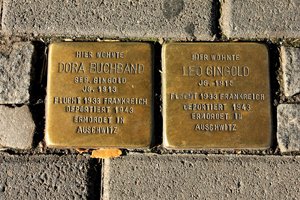 HIER WOHNTE
DORA BUCHBAND
GEB. GINGOLD
JG. 1913
FLUCHT 1933 FRANKREICH
DEPORTIERT 1943
ERMORDET IN
AUSCHWITZ
HIER WOHNTE
LEO GINGOLD
JG. 1915
FLUCHT 1933 FRANKREICH
DEPORTIERT 1943
ERMORDET IN
AUSCHWITZ